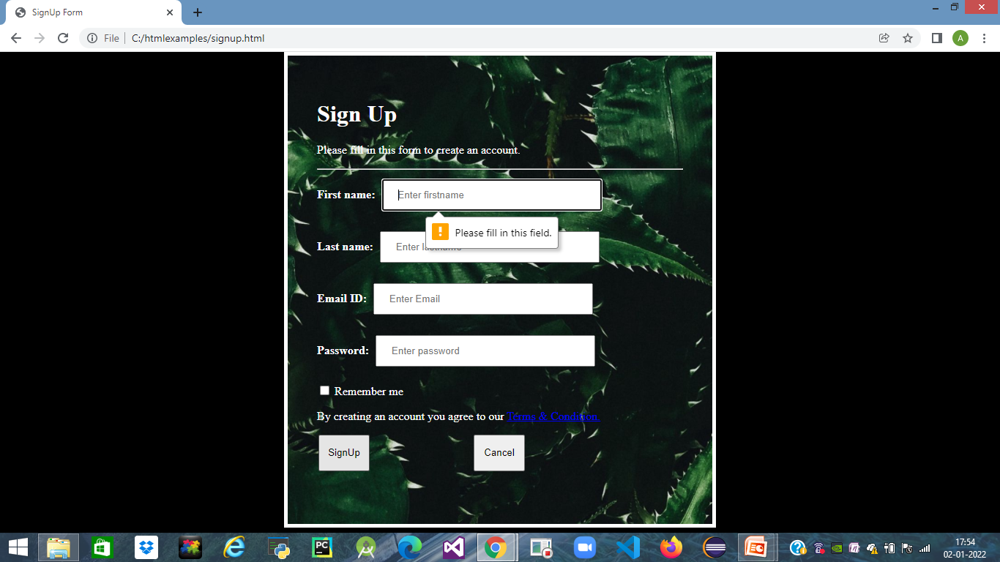 SignUp Form
File
C:/htmlexamples/signup.html
A
Sign Up
Please fill in this form to create an account.
First name: Enter firstname
Please fill in this field.
Last name: Enter lastname
Email ID: Enter Email
Password: Enter password
Remember me
By creating an account you agree to our Terms & Condition
SignUp Cancel
PC
17:54
02-01-2022